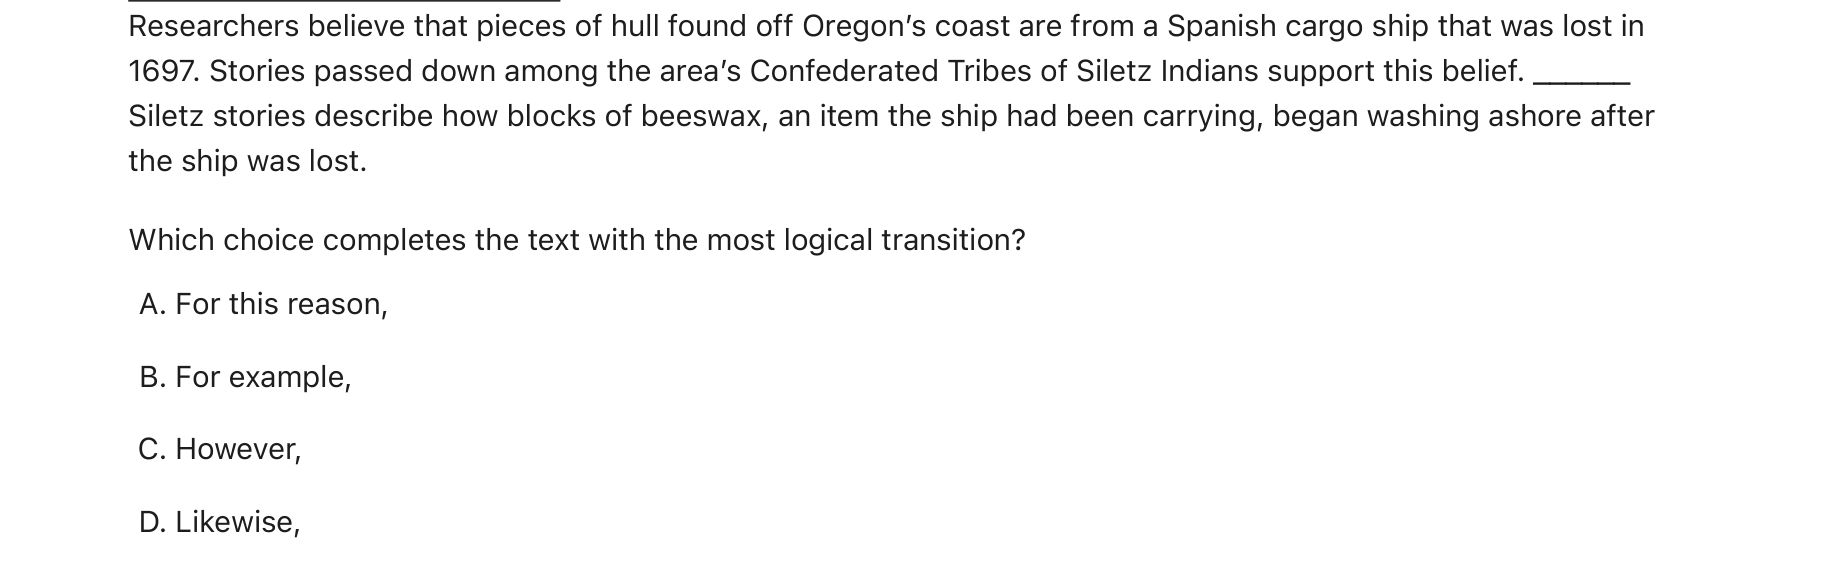 Researchers believe that pieces of hull found off Oregon’s coast are from a Spanish cargo ship that was lost in
1697. Stories passed down among the area’s Confederated Tribes of Siletz Indians support this belief. ______
Siletz stories describe how blocks of beeswax, an item the ship had been carrying, began washing ashore after
the ship was lost.
Which choice completes the text with the most logical transition?
A. For this reason,
B. For example,
C. However,
D. Likewise,